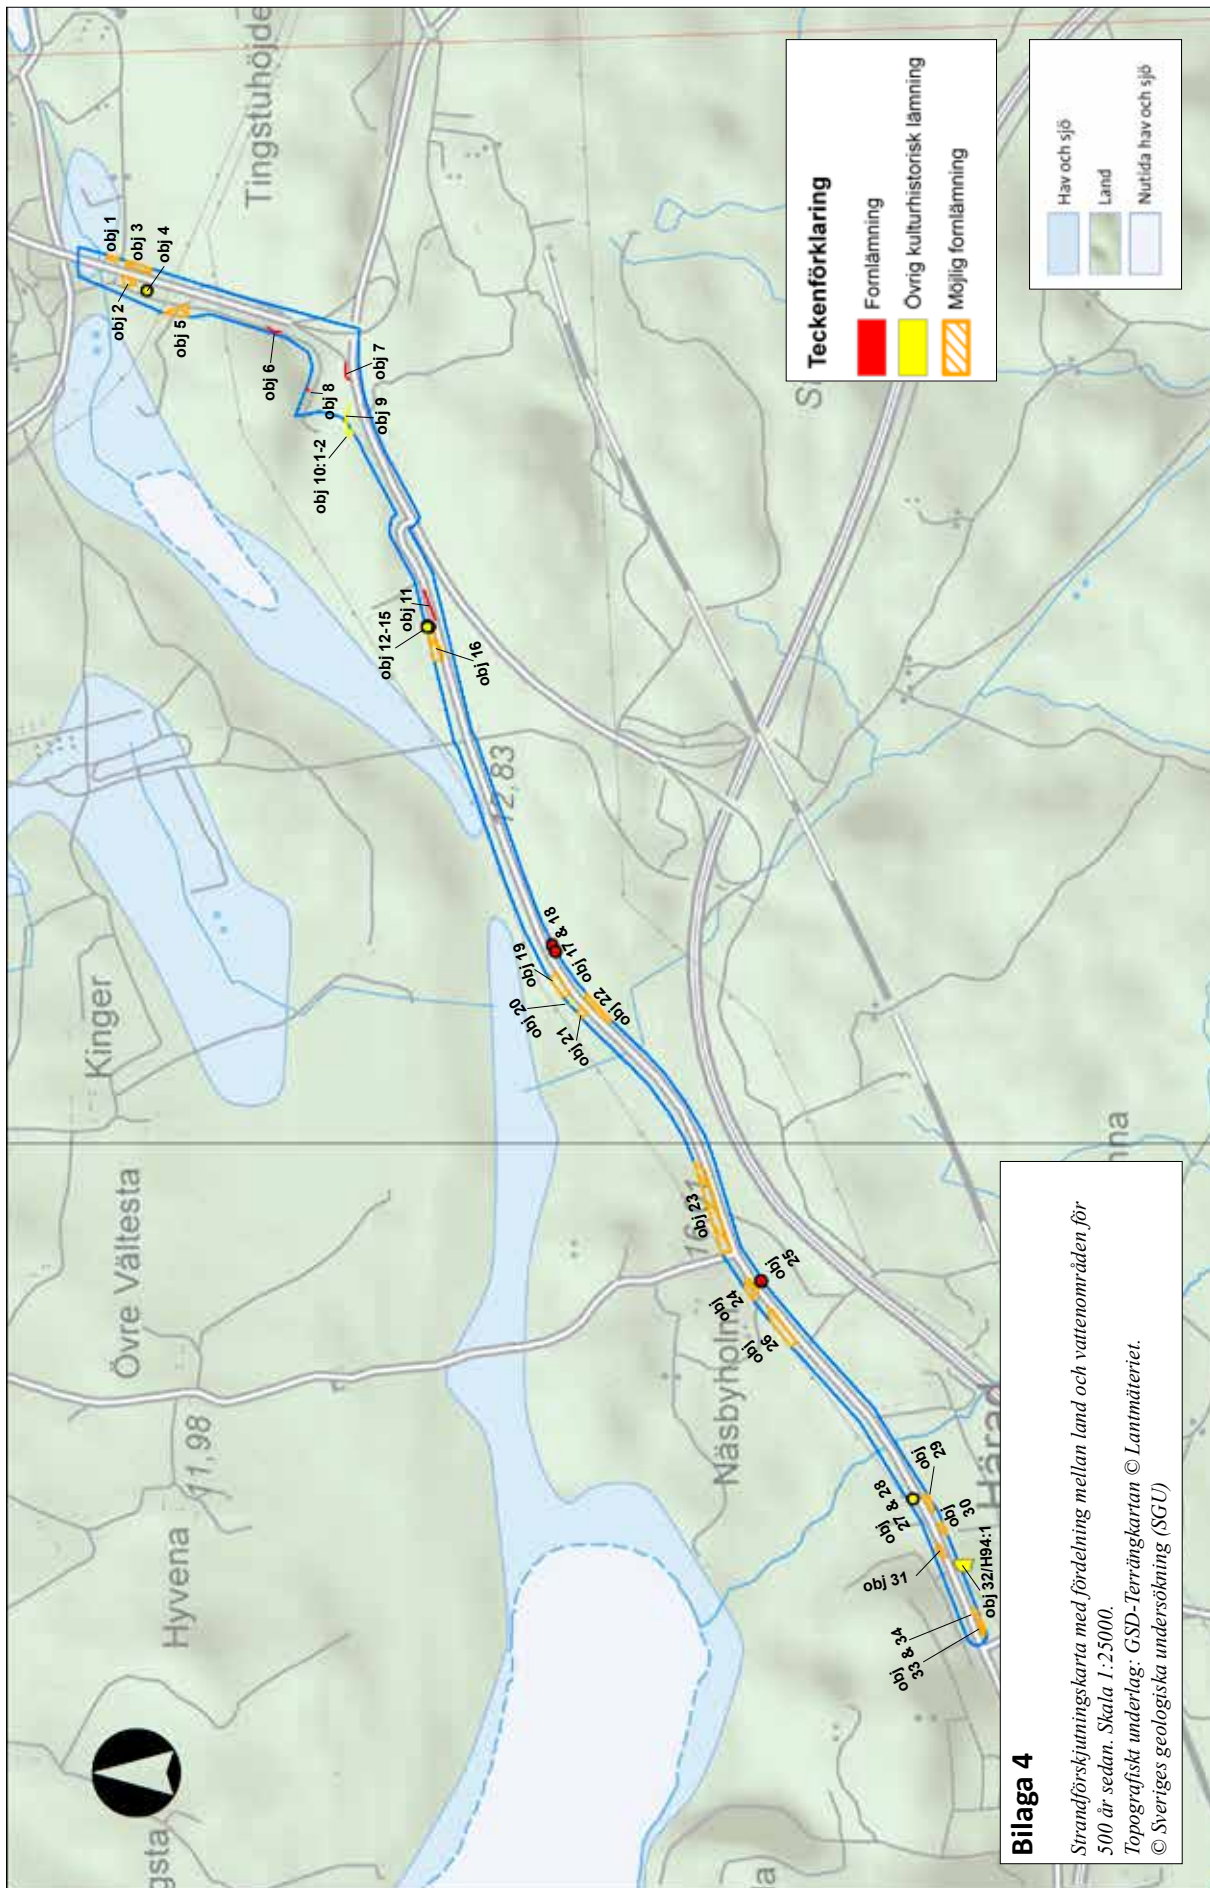 Tingstuhöjde
obj 1
obj 2
obj 3
obj 4
obj 5
obj 6
obj 7
obj 8
obj 9
obj 10:1-2
obj 11
obj 12-15
obj 16
12,83
Kinger
obj 17 & 18
obj 19
obj 20
obj 21
obj 22
Övre Vältesta
Hyvena
11,98
gsta
obj 23
Näsbyholm
obj
24
obj
25
obj
26
obj
27 & 28
obj
29
obj
30
obj 31
obj 32/H94:1
obj
33 & 34
Härad
nna
da
Teckenförklaring
Fornlämning
Övrig kulturhistorisk lämning
Möjlig fornlämning
Hav och sjö
Land
Nutida hav och sjö
Bilaga 4
Strandförskjutningskarta med fördelning mellan land och vattenområden för
500 år sedan. Skala 1:25000.
Topografiskt underlag: GSD-Terrängkartan © Lantmäteriet.
© Sveriges geologiska undersökning (SGU)